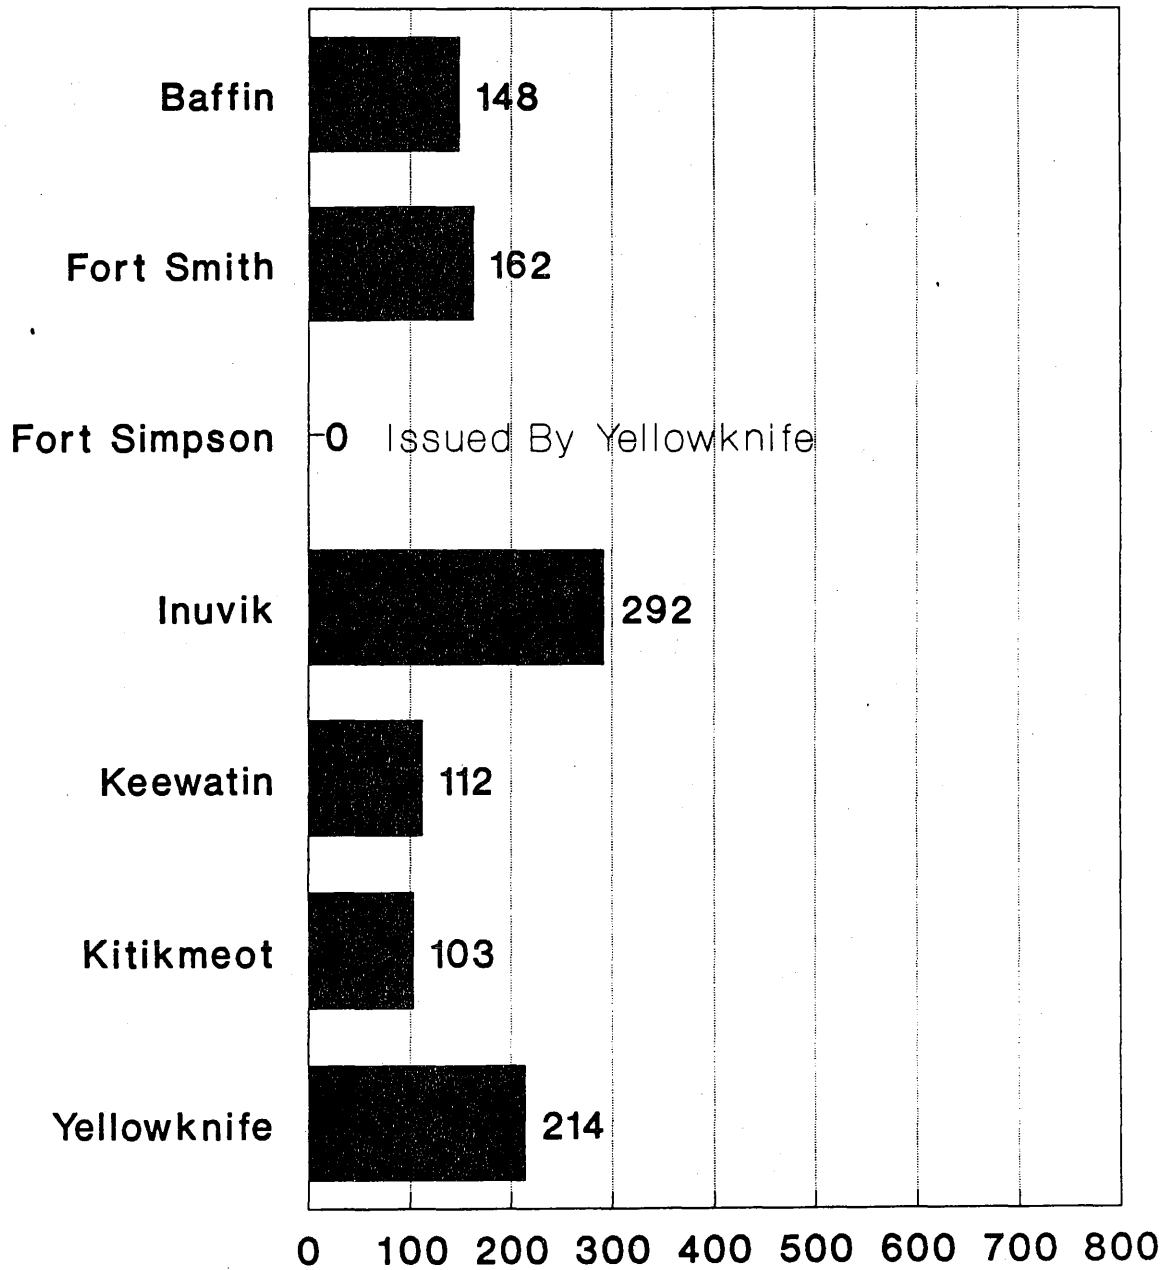 Baffin 148
Fort Smith 162
Fort Simpson 0 Issued By Yellowknife
Inuvik 292
Keewatin 112
Kitikmeot 103
Yellowknife 214
0 100 200 300 400 500 600 700 800